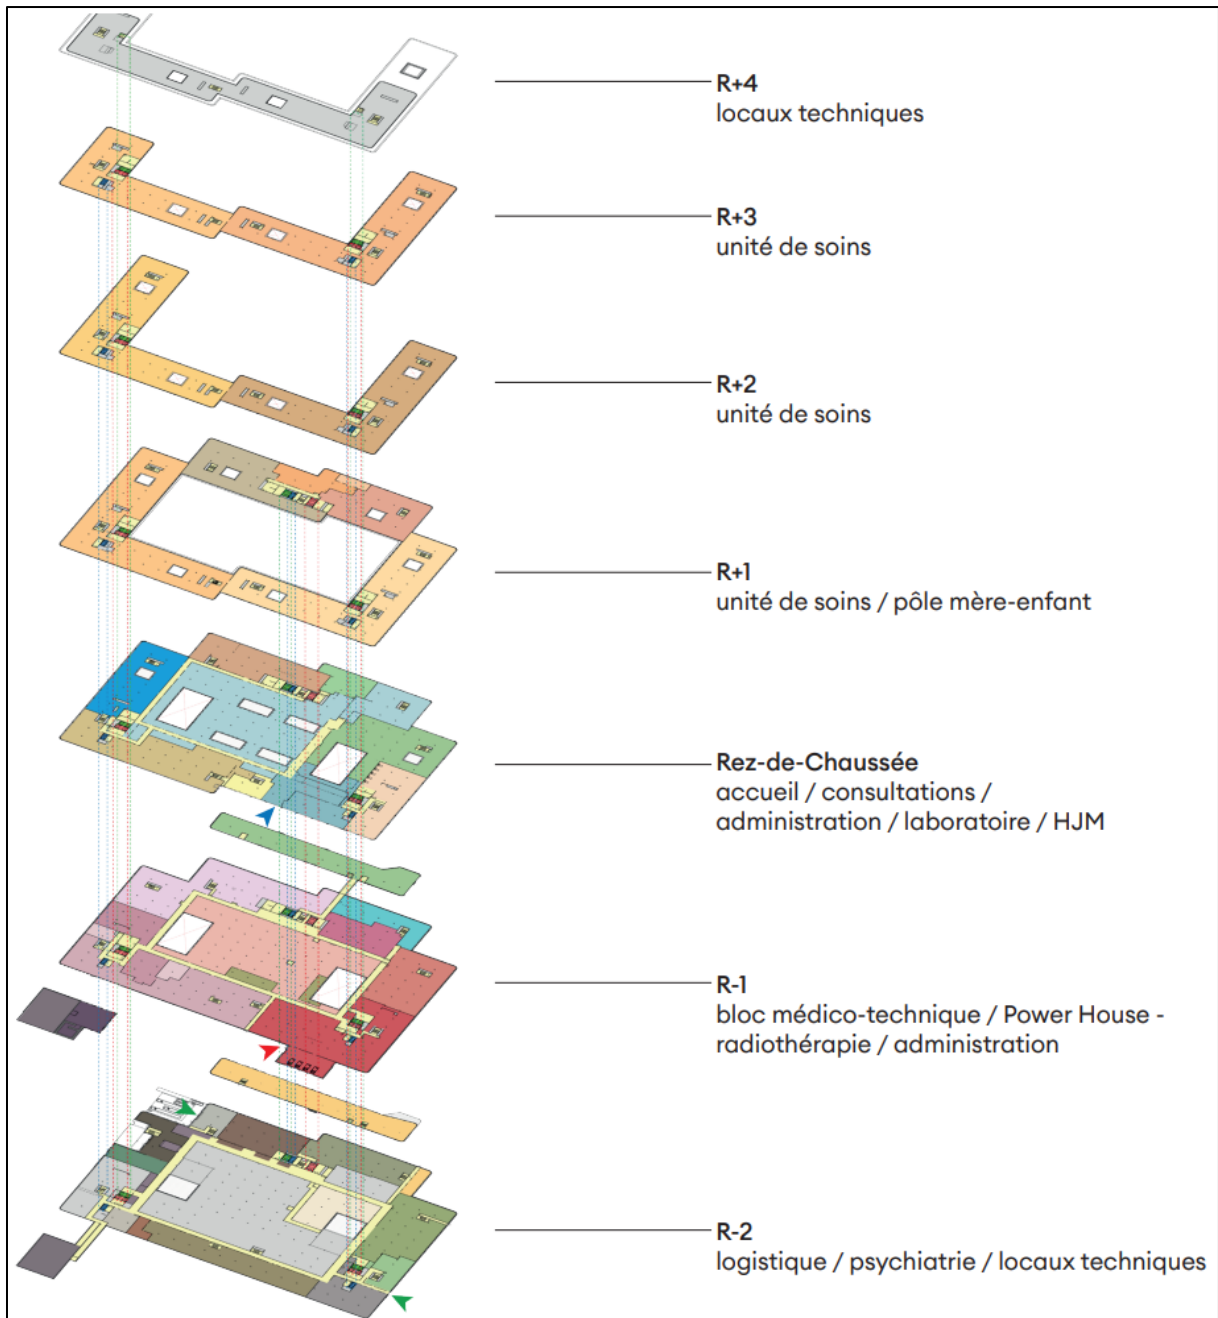 R+4
locaux techniques
R+3
unité de soins
R+2
unité de soins
R+1
unité de soins / pôle mère-enfant
Rez-de-Chaussée
accueil / consultations /
administration / laboratoire / HJM
R-1
bloc médico-technique / Power House -
radiothérapie / administration
R-2
logistique / psychiatrie / locaux techniques